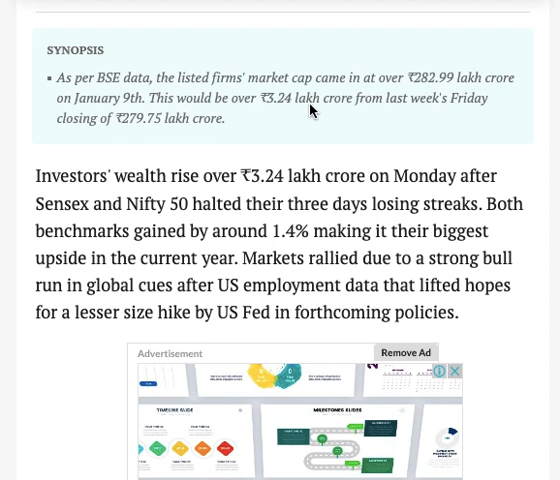 SYNOPSIS
▪ As per BSE data, the listed firms' market cap came in at over ₹282.99 lakh crore
on January 9th. This would be over ₹3.24 lakh crore from last week's Friday
closing of ₹279.75 lakh crore.
Investors' wealth rise over ₹3.24 lakh crore on Monday after
Sensex and Nifty 50 halted their three days losing streaks. Both
benchmarks gained by around 1.4% making it their biggest
upside in the current year. Markets rallied due to a strong bull
run in global cues after US employment data that lifted hopes
for a lesser size hike by US Fed in forthcoming policies.
Advertisement
Remove Ad
TIMELINE SLIDE
MILESTONES SLIDES